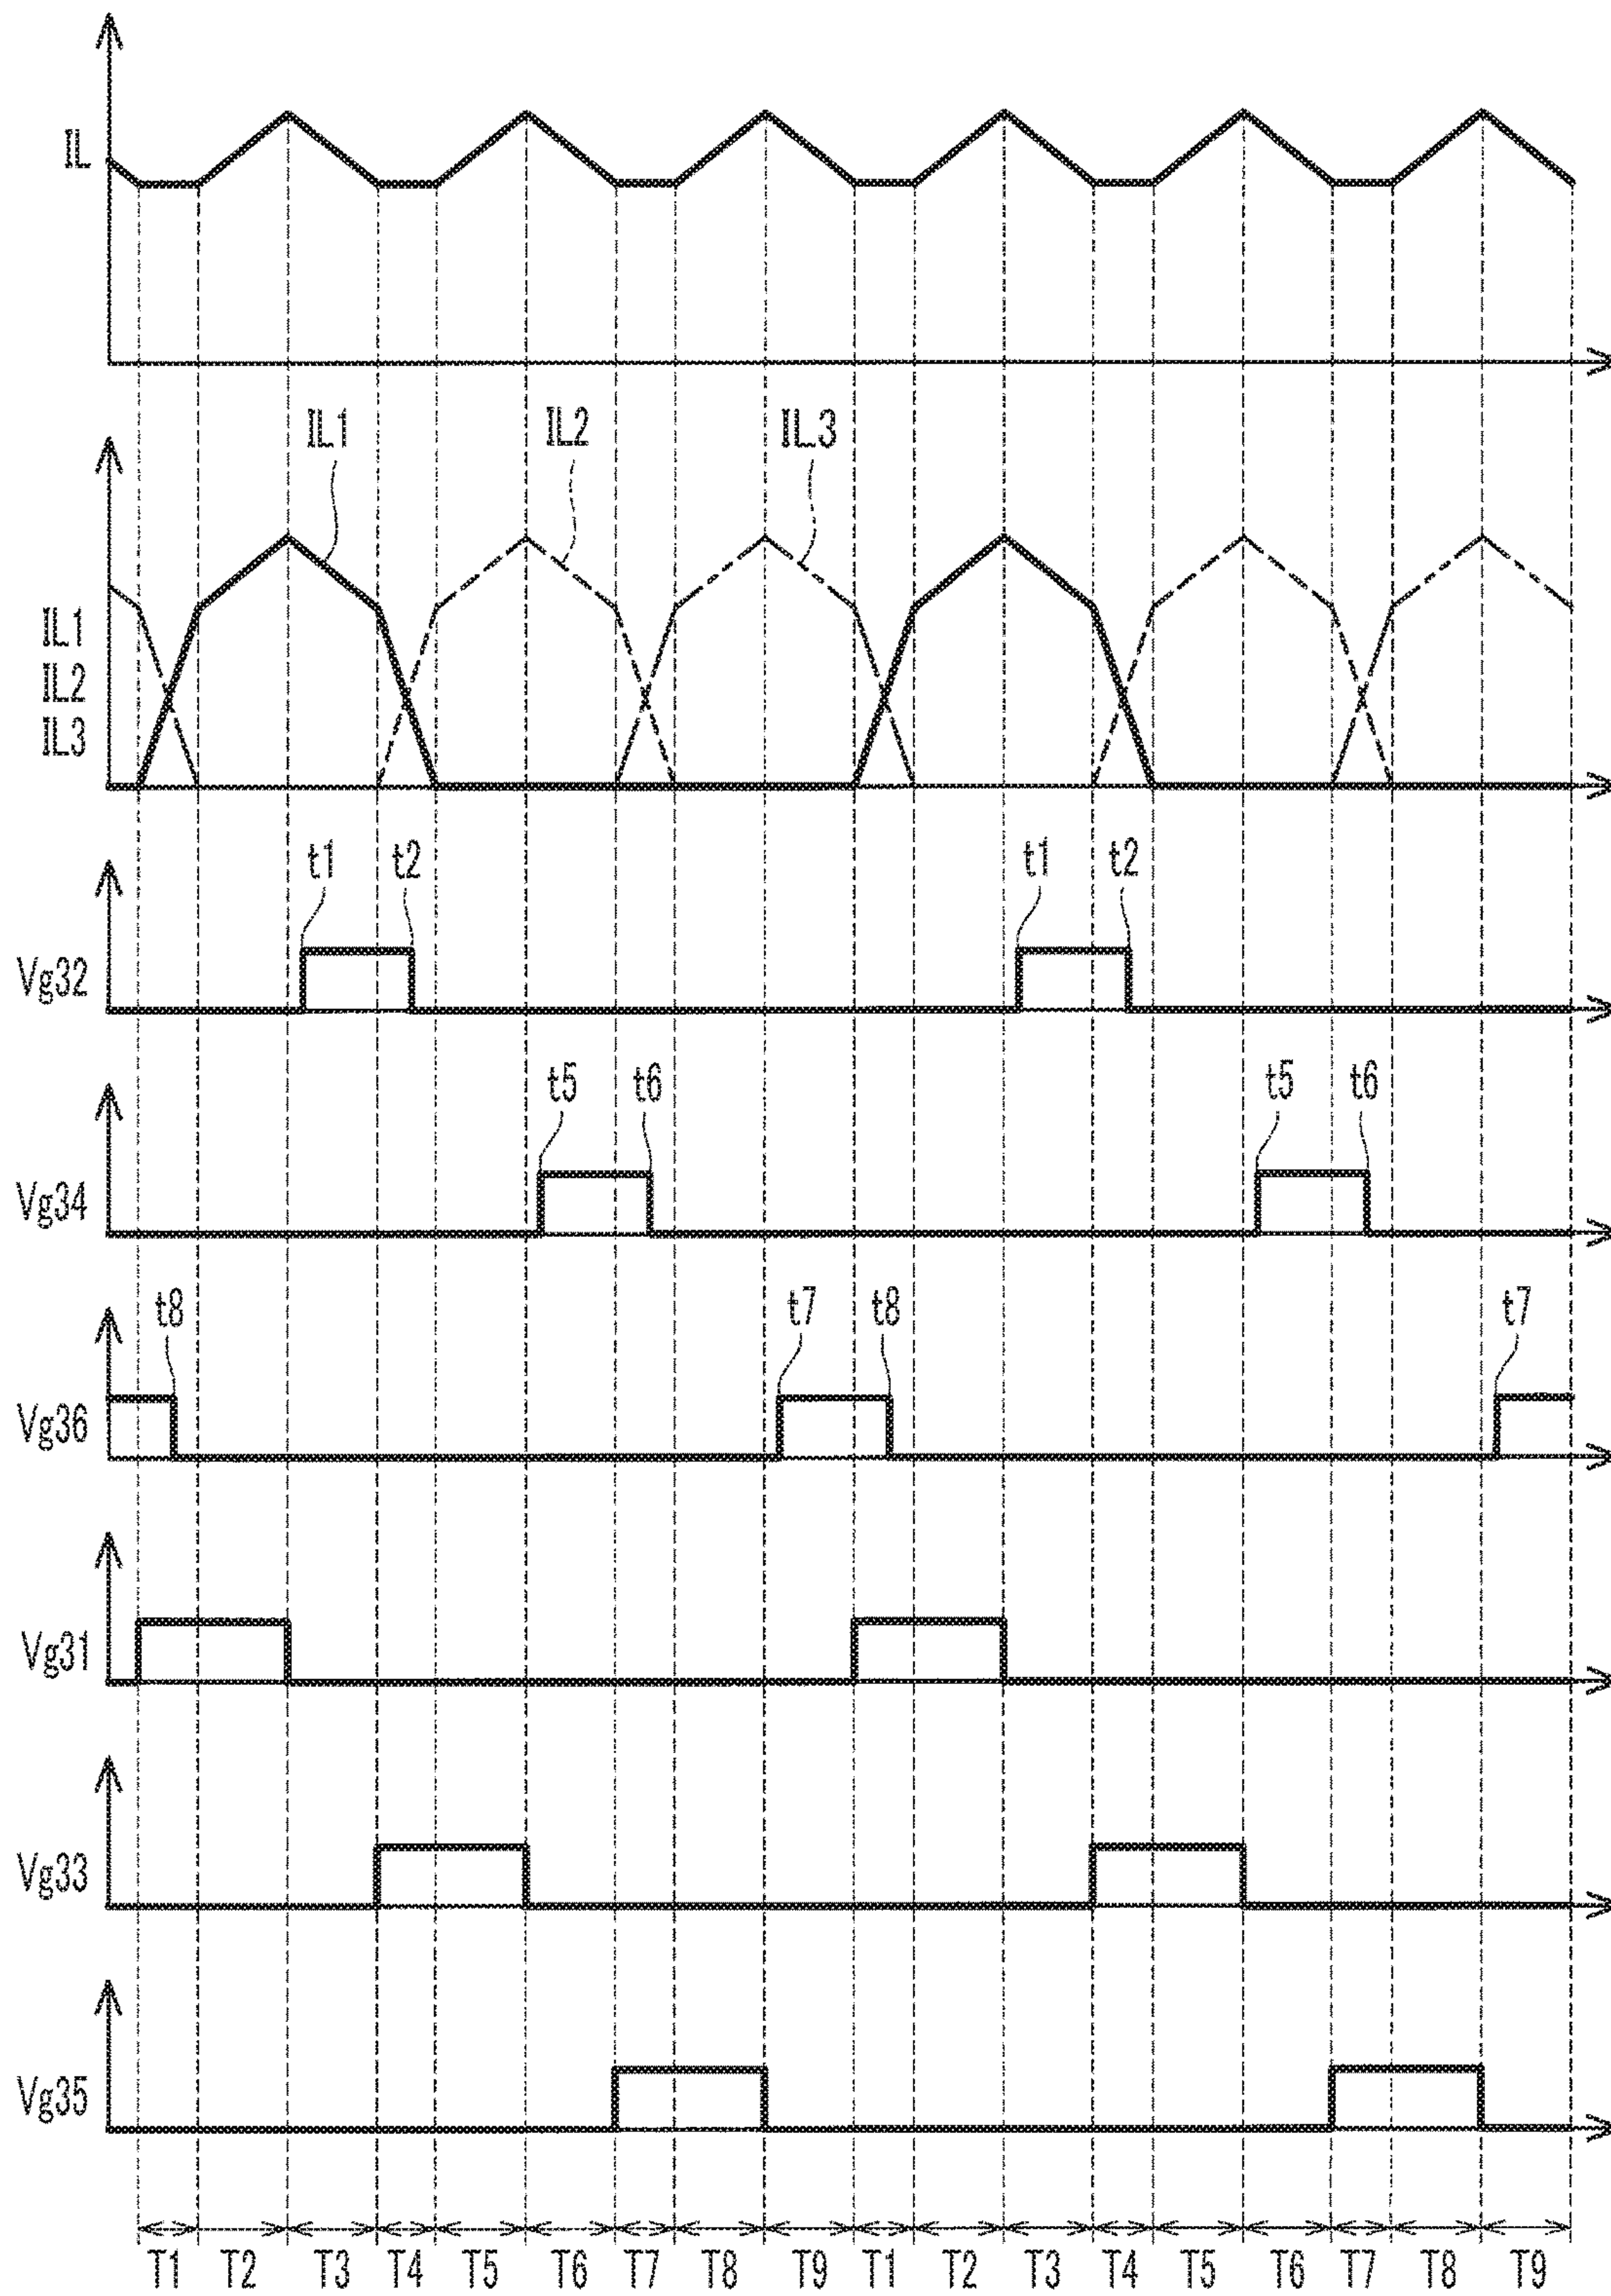 IL
IL1 IL2 IL3
IL1
IL2
IL3
t1 t2 t1 t2
Vg32
t5 t6 t5 t6
Vg34
t8 t7 t8 t7
Vg36
Vg31
Vg33
Vg35
T1 T2 T3 T4 T5 T6 T7 T8 T9 T1 T2 T3 T4 T5 T6 T7 T8 T9